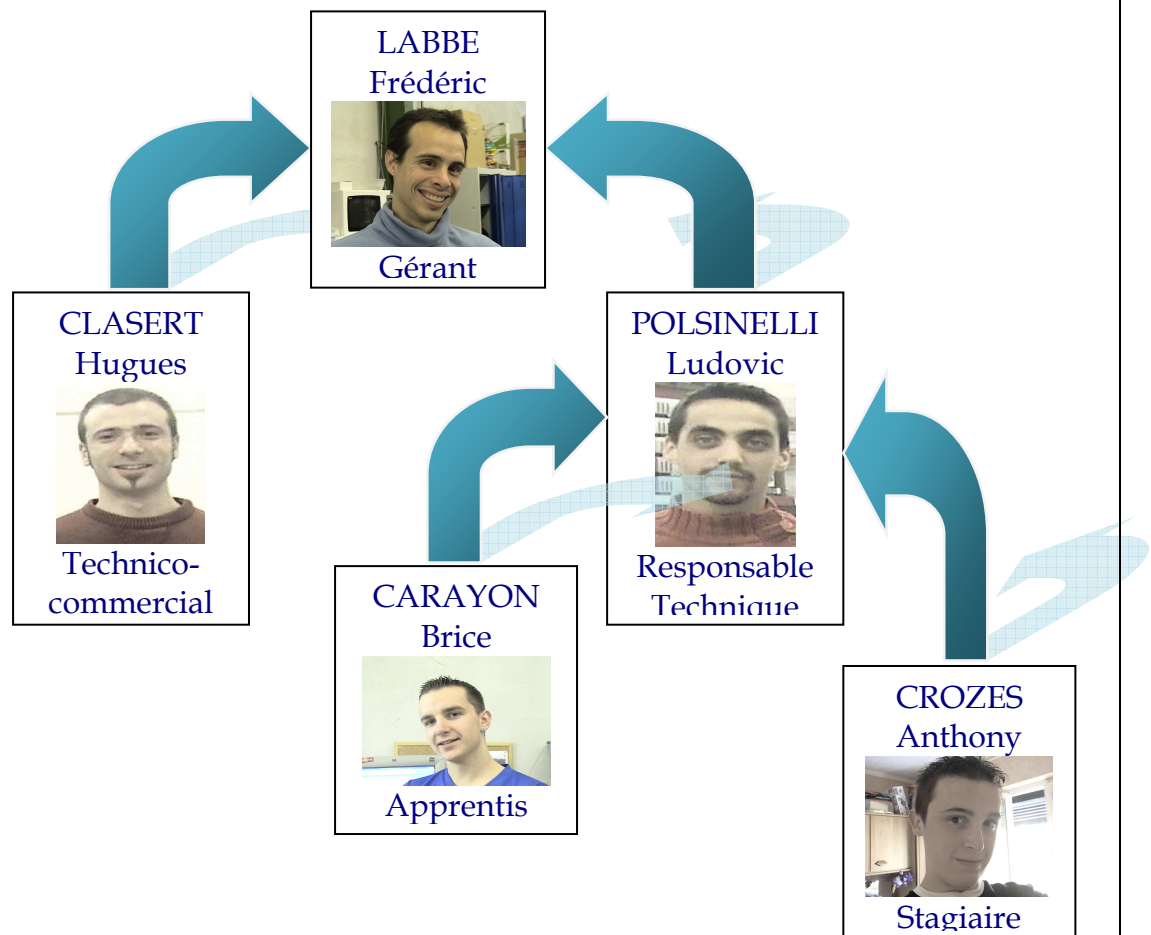 LABBE
Frédéric
Gérant
CLASERT
Hugues
Technico-
commercial
POLSINELLI
Ludovic
Responsable
Technique
CARAYON
Brice
Apprentis
CROZES
Anthony
Stagiaire